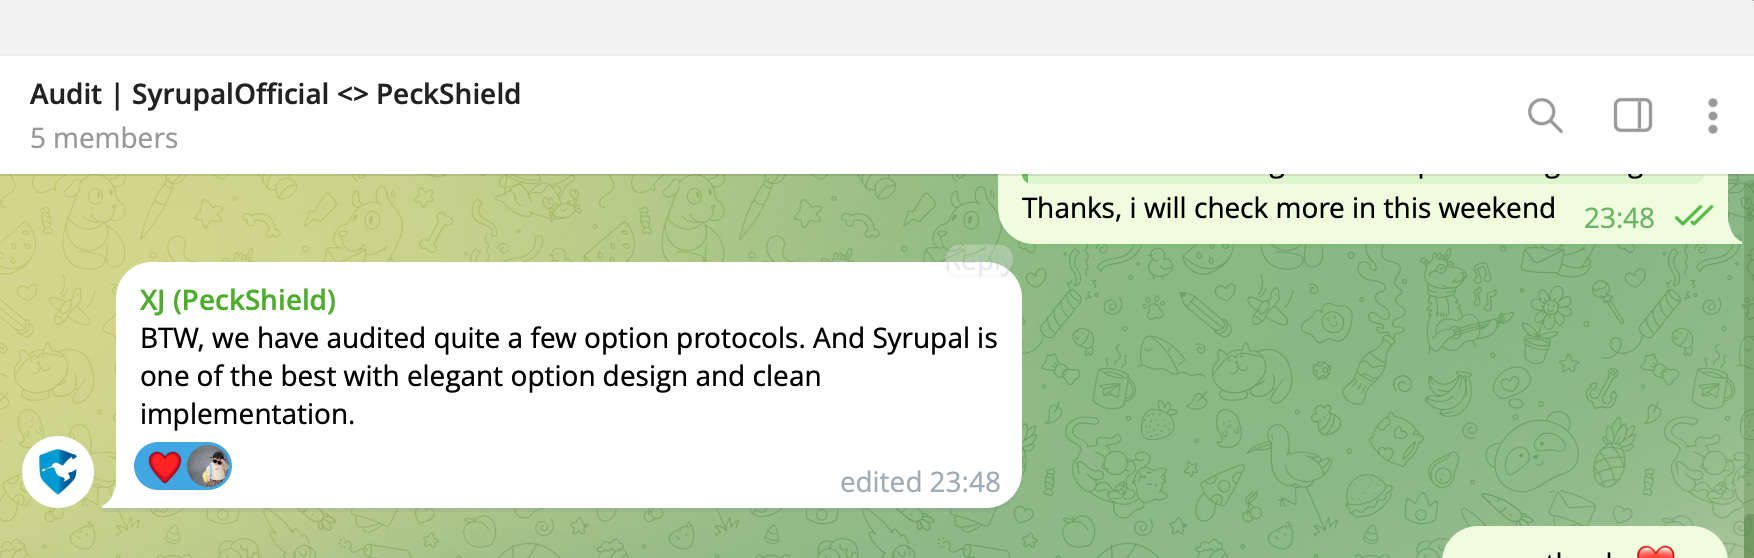 Audit | SyrupalOfficial <> PeckShield
5 members
Thanks, i will check more in this weekend
23:48
Reply
XJ (PeckShield)
BTW, we have audited quite a few option protocols. And Syrupal is
one of the best with elegant option design and clean
implementation.
edited 23:48